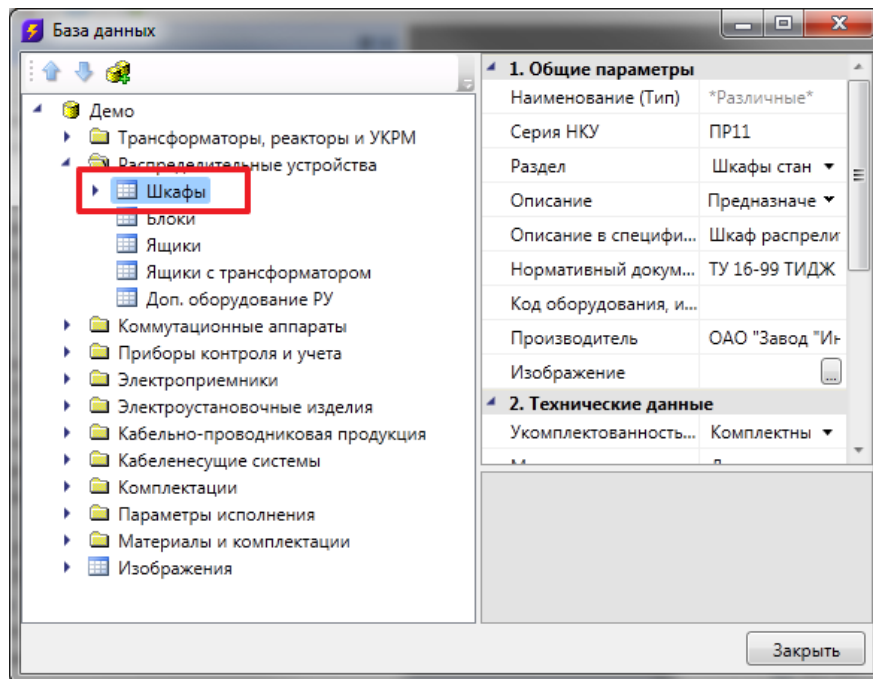 База данных
Демо
Трансформаторы, реакторы и УКРМ
Распределительные устройства
Шкафы
Блоки
Ящики
Ящики с трансформатором
Доп. оборудование РУ
Коммутационные аппараты
Приборы контроля и учета
Электроприемники
Электроустановочные изделия
Кабельно-проводниковая продукция
Кабеленесущие системы
Комплектации
Параметры исполнения
Материалы и комплектации
Изображения
1. Общие параметры
Наименование (Тип) *Различные*
Серия НКУ ПР11
Раздел Шкафы стан
Описание Предназначе
Описание в специфи... Шкаф распрели
Нормативный докум... ТУ 16-99 ТИДЖ
Код оборудования, и...
Производитель ОАО "Завод "Ин
Изображение ...
2. Технические данные
Укомплектованность... Комплектны
Закрыть